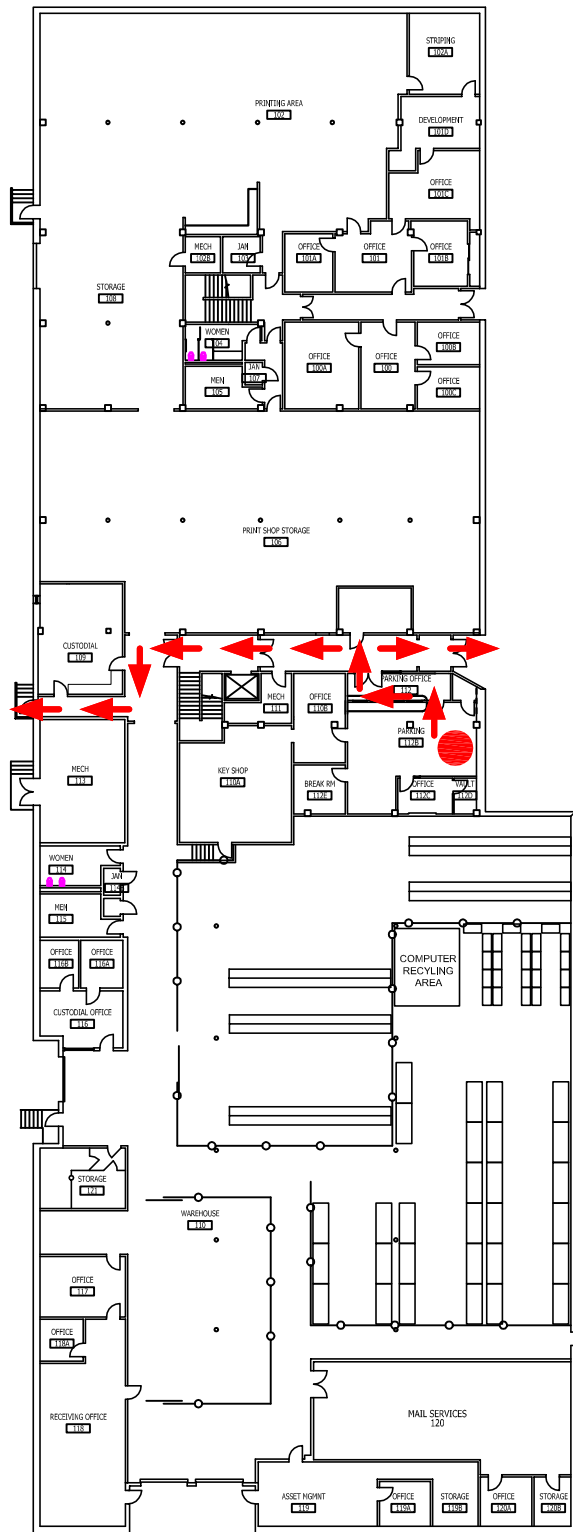 STRIPING
102A
PRINTING AREA
102
DEVELOPMENT
101D
OFFICE
101C
MECH
102B
JAN
103
OFFICE
101A
OFFICE
101
OFFICE
101B
STORAGE
108
WOMEN
104
OFFICE
100B
OFFICE
100A
OFFICE
100
JAN
107
MEN
105
OFFICE
100C
PRINT SHOP STORAGE
106
CUSTODIAL
109
PARKING OFFICE
112
MECH
111
OFFICE
110B
PARKING
112B
KEY SHOP
110A
MECH
113
BREAK RM
112E
OFFICE
112C
VAULT
112D
WOMEN
114
JAN
MEN
115
OFFICE
116B
OFFICE
116A
COMPUTER
RECYLING
AREA
CUSTODIAL OFFICE
116
STORAGE
121
WAREHOUSE
110
OFFICE
117
OFFICE
118A
RECEIVING OFFICE
118
MAIL SERVICES
120
ASSET MGMNT
119
OFFICE
119A
STORAGE
119B
OFFICE
120A
STORAGE
120B